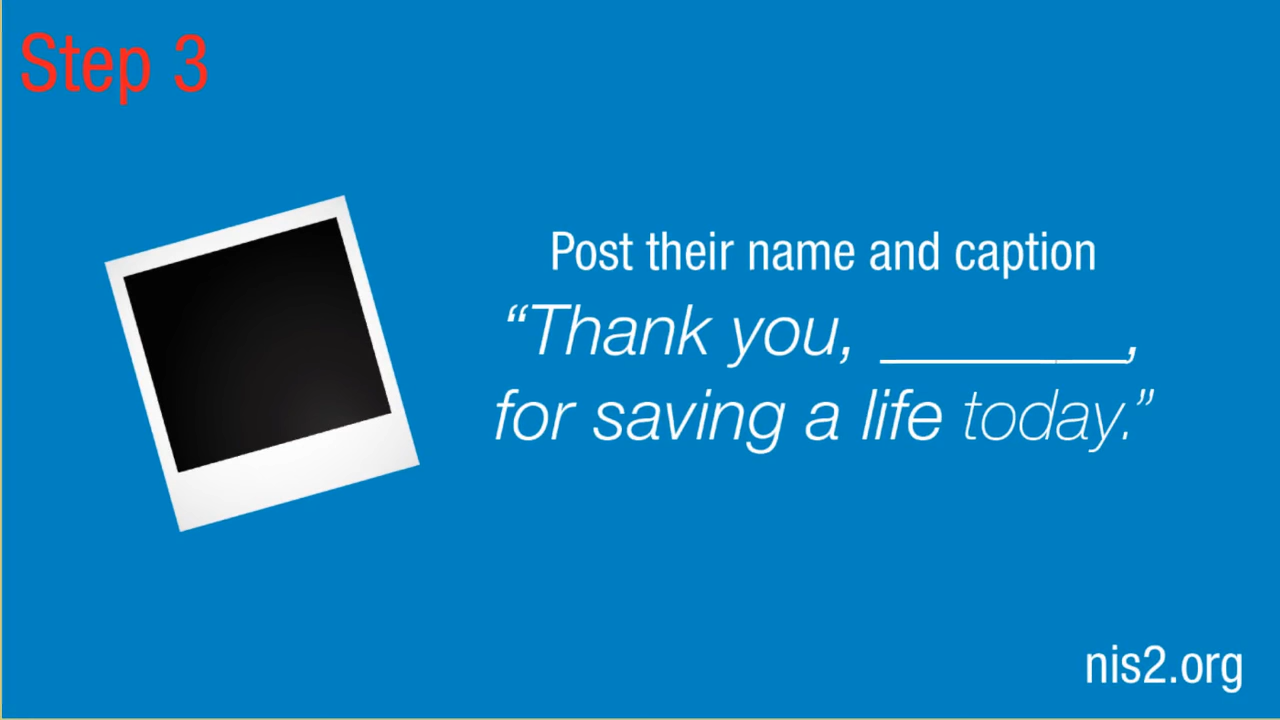 Step 3
Post their name and caption
“Thank you, _______,
for saving a life today.”
nis2.org